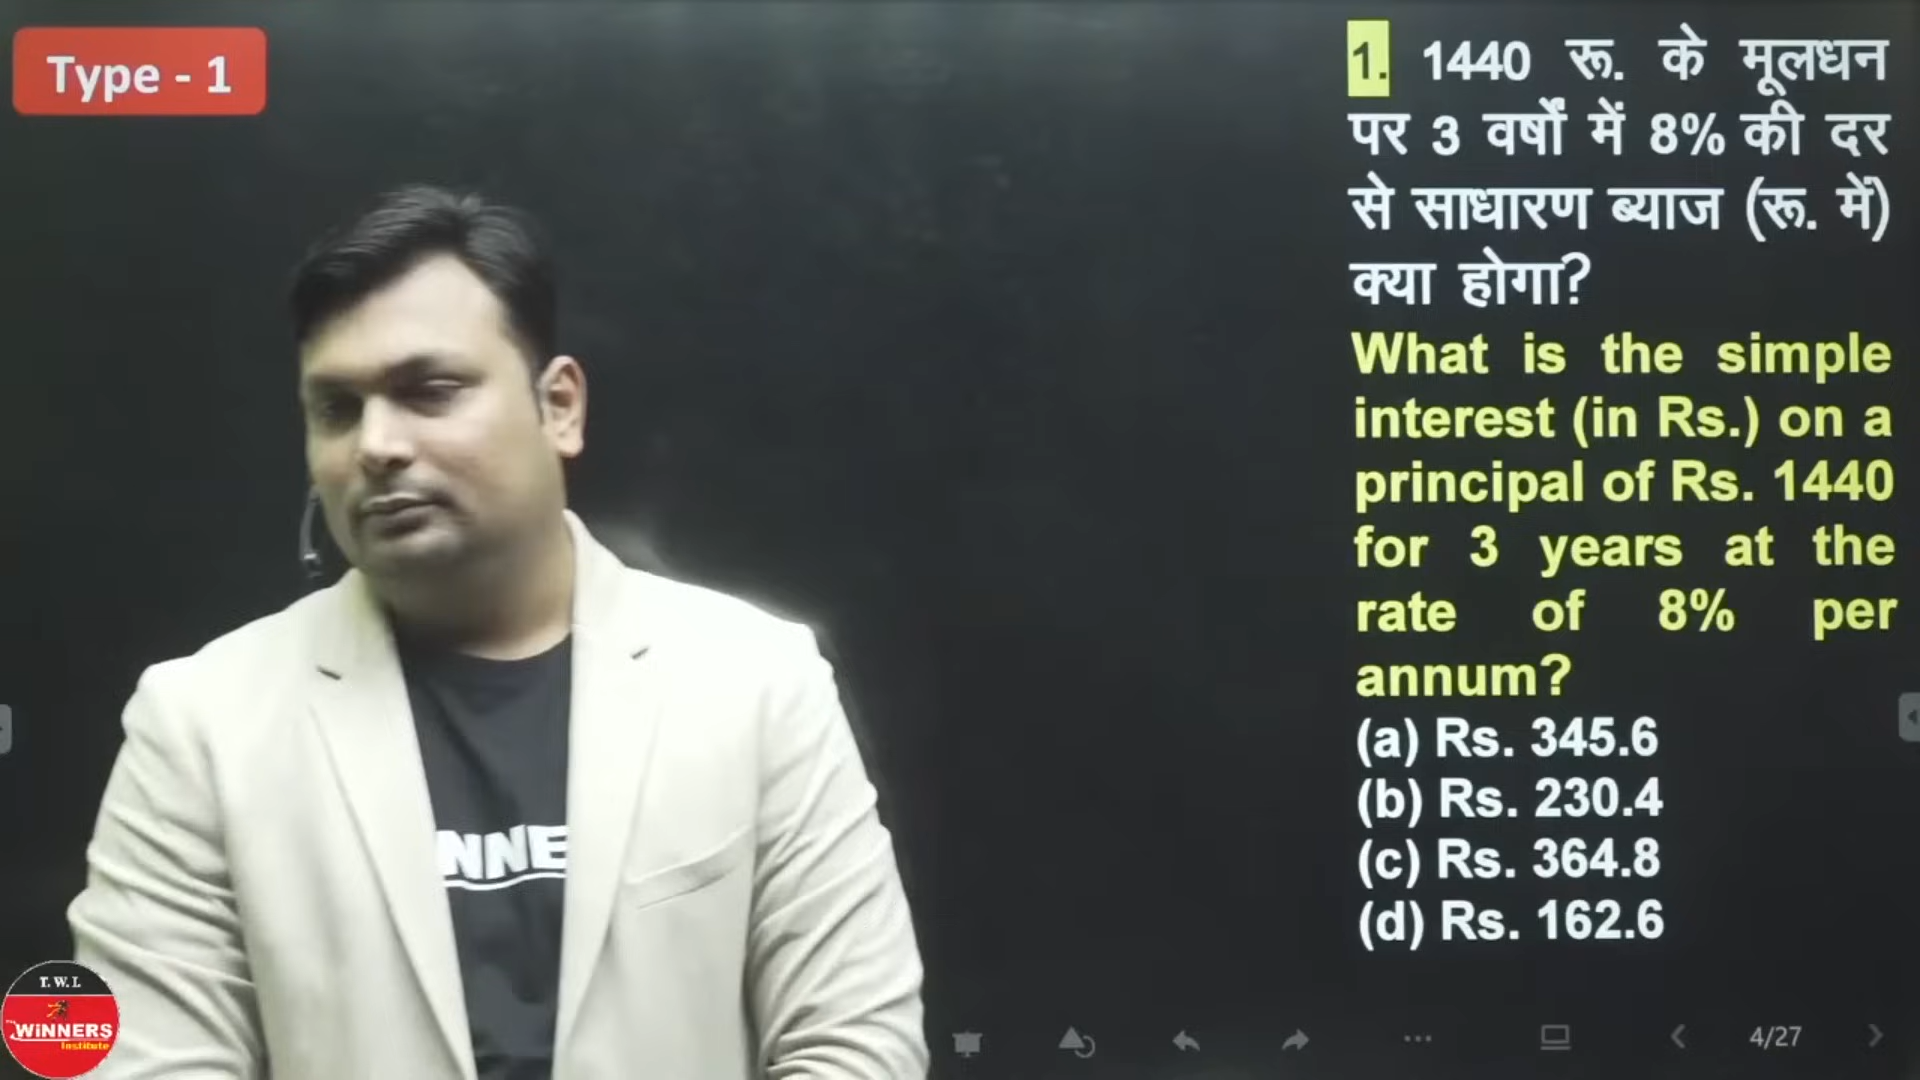 Type - 1
1. 1440 रू. के मूलधन
पर 3 वर्षों में 8% की दर
से साधारण ब्याज (रू. में)
क्या होगा?
What is the simple
interest (in Rs.) on a
principal of Rs. 1440
for 3 years at the
rate of 8% per
annum?
(a) Rs. 345.6
(b) Rs. 230.4
(c) Rs. 364.8
(d) Rs. 162.6
NNE
T.W.I.
The WiNNERS
Institute
4/27